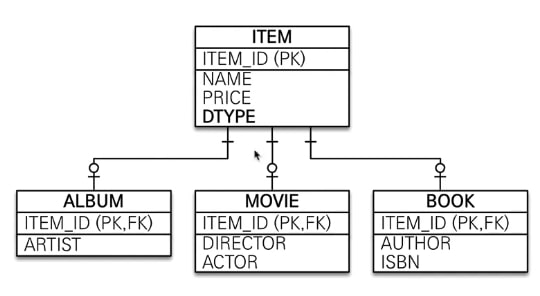 ITEM
ITEM_ID (PK)
NAME
PRICE
DTYPE
ALBUM
ITEM_ID (PK,FK)
ARTIST
MOVIE
ITEM_ID (PK,FK)
DIRECTOR
ACTOR
BOOK
ITEM_ID (PK,FK)
AUTHOR
ISBN